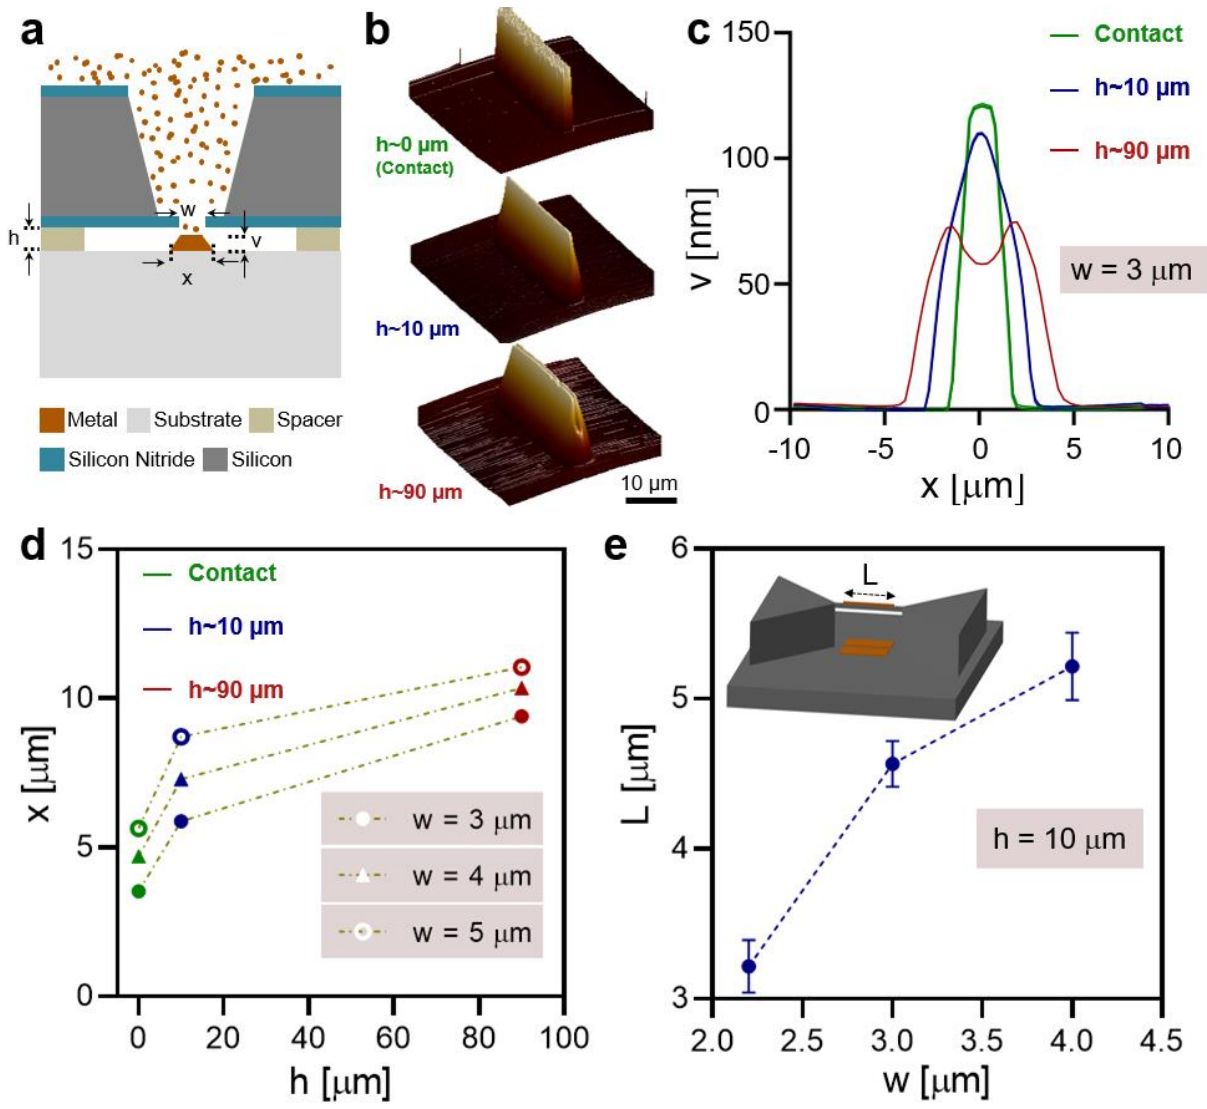 a
w
h
v
x
Metal
Substrate
Spacer
Silicon Nitride
Silicon
b
h~0 µm
(Contact)
h~10 µm
h~90 µm
10 µm
c
150
100
50
0
v [nm]
-10 -5 0 5 10
x [µm]
Contact
h~10 µm
h~90 µm
w = 3 µm
d
15
10
5
0
x [µm]
0 20 40 60 80 100
h [µm]
Contact
h~10 µm
h~90 µm
w = 3 µm
w = 4 µm
w = 5 µm
e
6
5
4
3
L [µm]
2.0 2.5 3.0 3.5 4.0 4.5
w [µm]
L
h = 10 µm